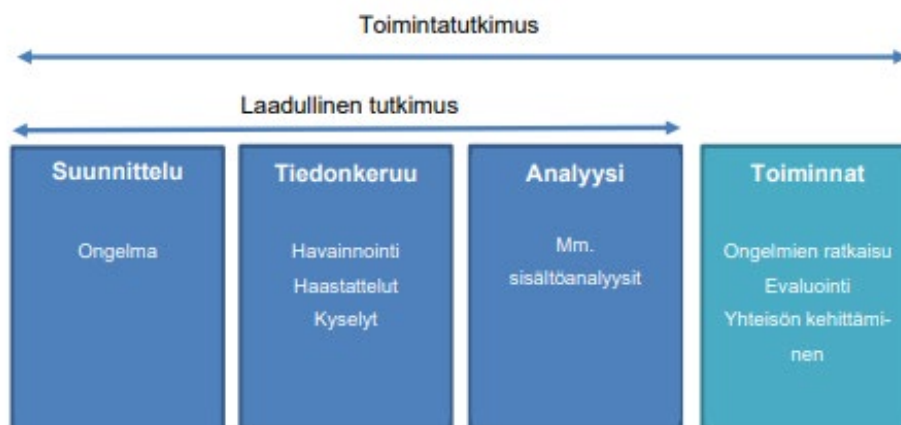 Toimintatutkimus
Laadullinen tutkimus
Suunnittelu
Ongelma
Tiedonkeruu
Havainnointi
Haastattelut
Kyselyt
Analyysi
Mm.
sisältöanalyysit
Toiminnat
Ongelmien ratkaisu
Evaluointi
Yhteisön kehittämi-
nen